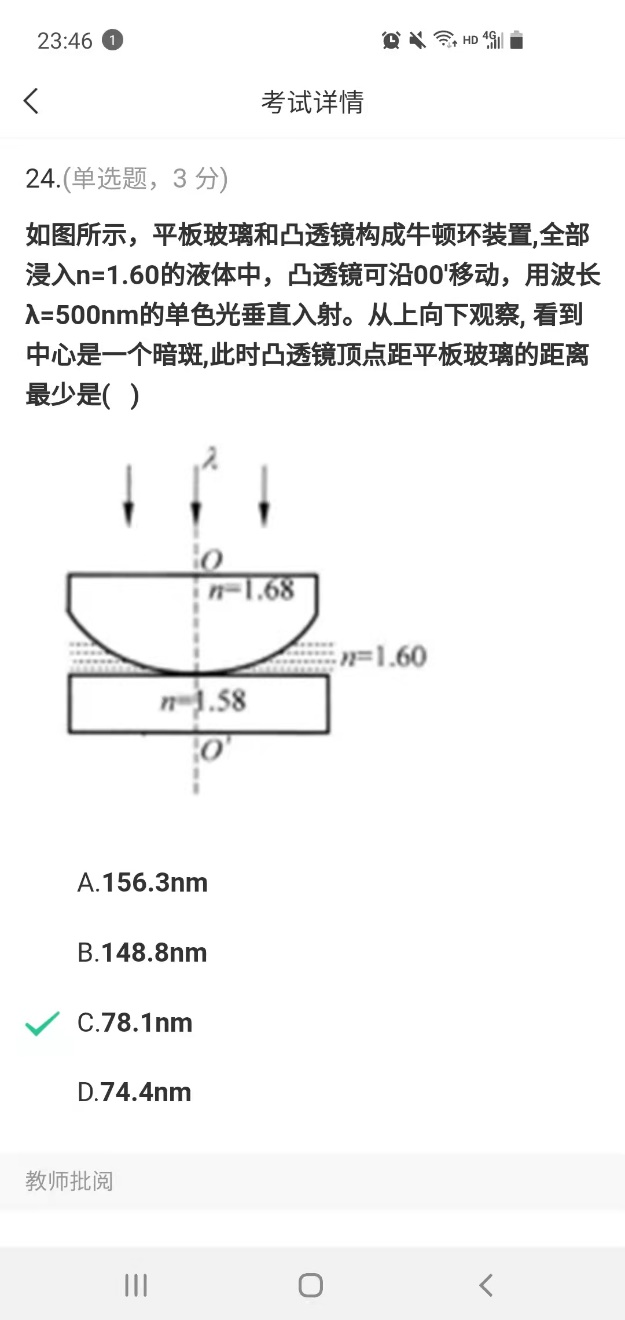 23:46 1 HD 4G
考试详情
24.(单选题，3 分)
如图所示，平板玻璃和凸透镜构成牛顿环装置,全部
浸入n=1.60的液体中，凸透镜可沿00'移动，用波长
λ=500nm的单色光垂直入射。从上向下观察, 看到
中心是一个暗斑,此时凸透镜顶点距平板玻璃的距离
最少是( )
λ
O
n=1.68
n=1.60
n=1.58
O'
A.156.3nm
B.148.8nm
C.78.1nm
D.74.4nm
教师批阅